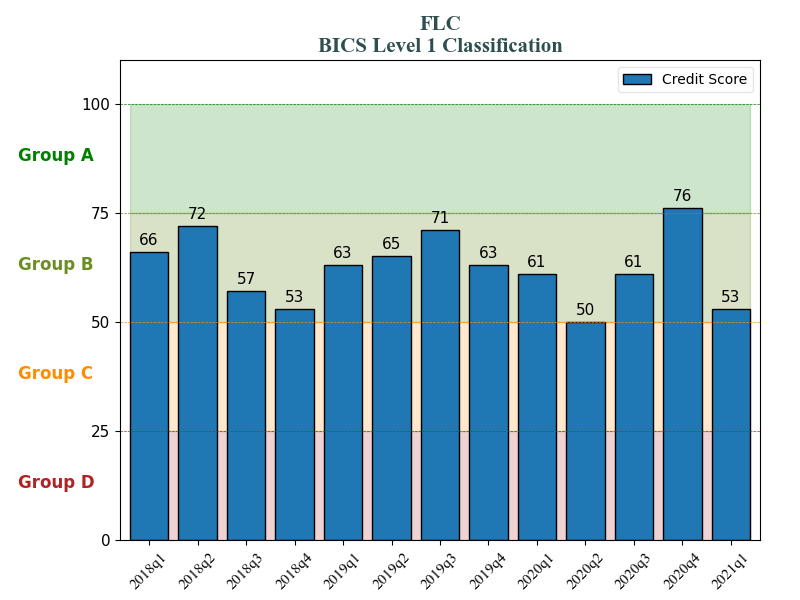 FLC
BICS Level 1 Classification
Credit Score
100
Group A
75
Group B
50
Group C
25
Group D
0
66
72
57
53
63
65
71
63
61
50
61
76
53
2018q1
2018q2
2018q3
2018q4
2019q1
2019q2
2019q3
2019q4
2020q1
2020q2
2020q3
2020q4
2021q1